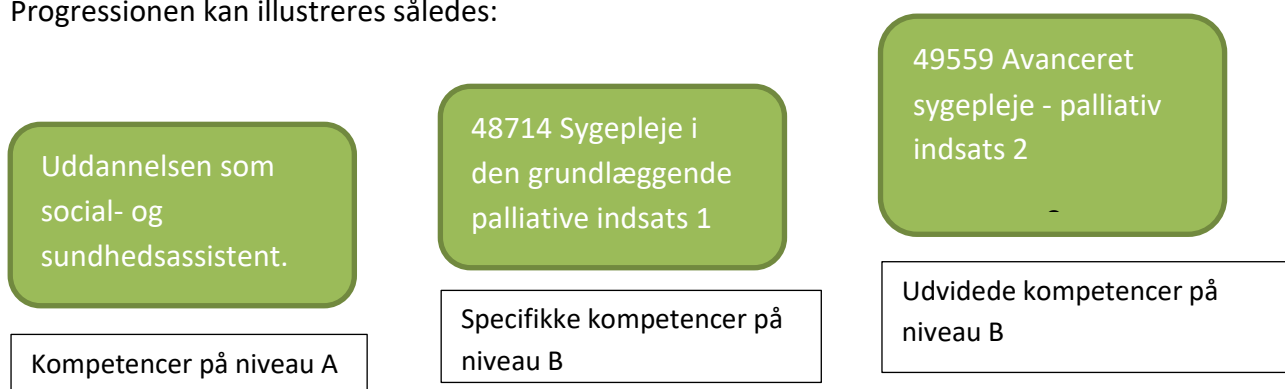 Progressionen kan illustreres således:
Uddannelsen som
social- og
sundhedsassistent.
Kompetencer på niveau A
48714 Sygepleje i
den grundlæggende
palliative indsats 1
Specifikke kompetencer på
niveau B
49559 Avanceret
sygepleje - palliativ
indsats 2
Udvidede kompetencer på
niveau B